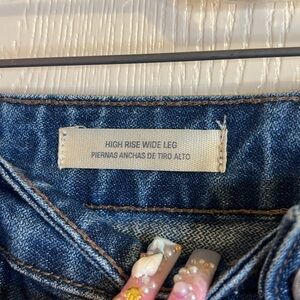 HIGH RISE WIDE LEG
PIERNAS ANCHAS DE TIRO ALTO